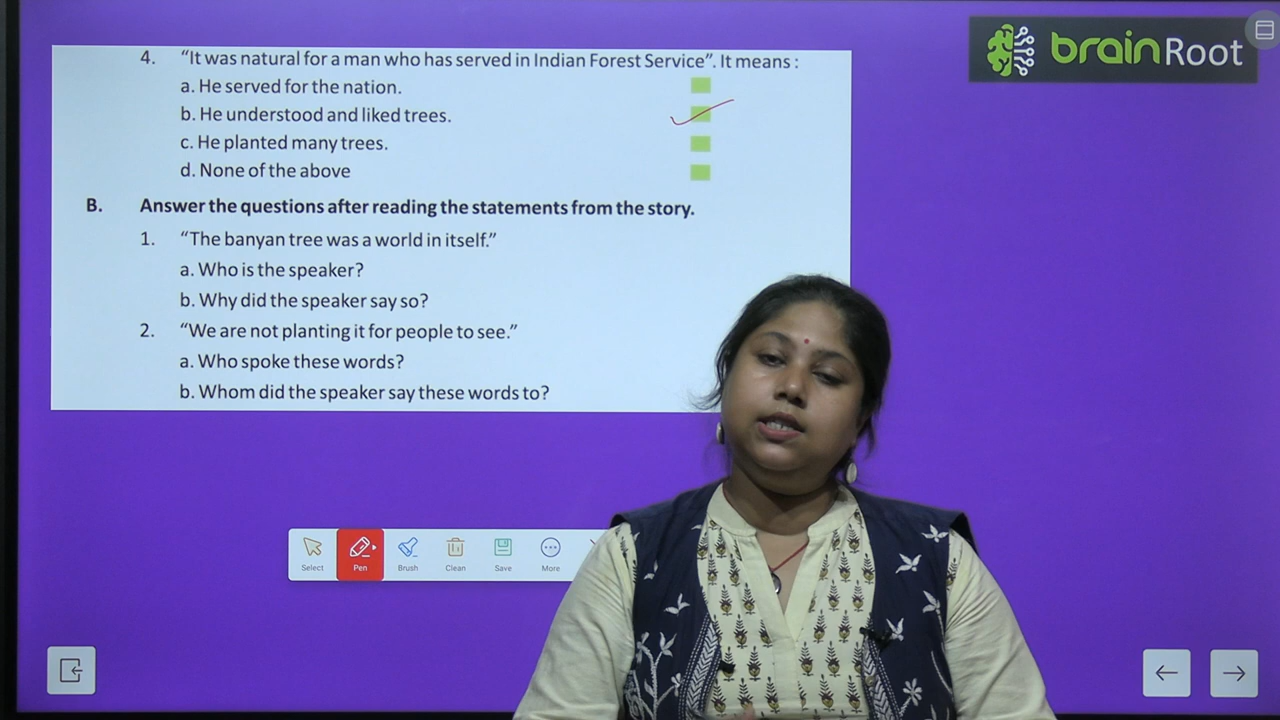 brainRoot
4. “It was natural for a man who has served in Indian Forest Service”. It means :
a. He served for the nation.
b. He understood and liked trees.
c. He planted many trees.
d. None of the above
B. Answer the questions after reading the statements from the story.
1. “The banyan tree was a world in itself.”
a. Who is the speaker?
b. Why did the speaker say so?
2. “We are not planting it for people to see.”
a. Who spoke these words?
b. Whom did the speaker say these words to?
Select Pen Brush Clean Save More